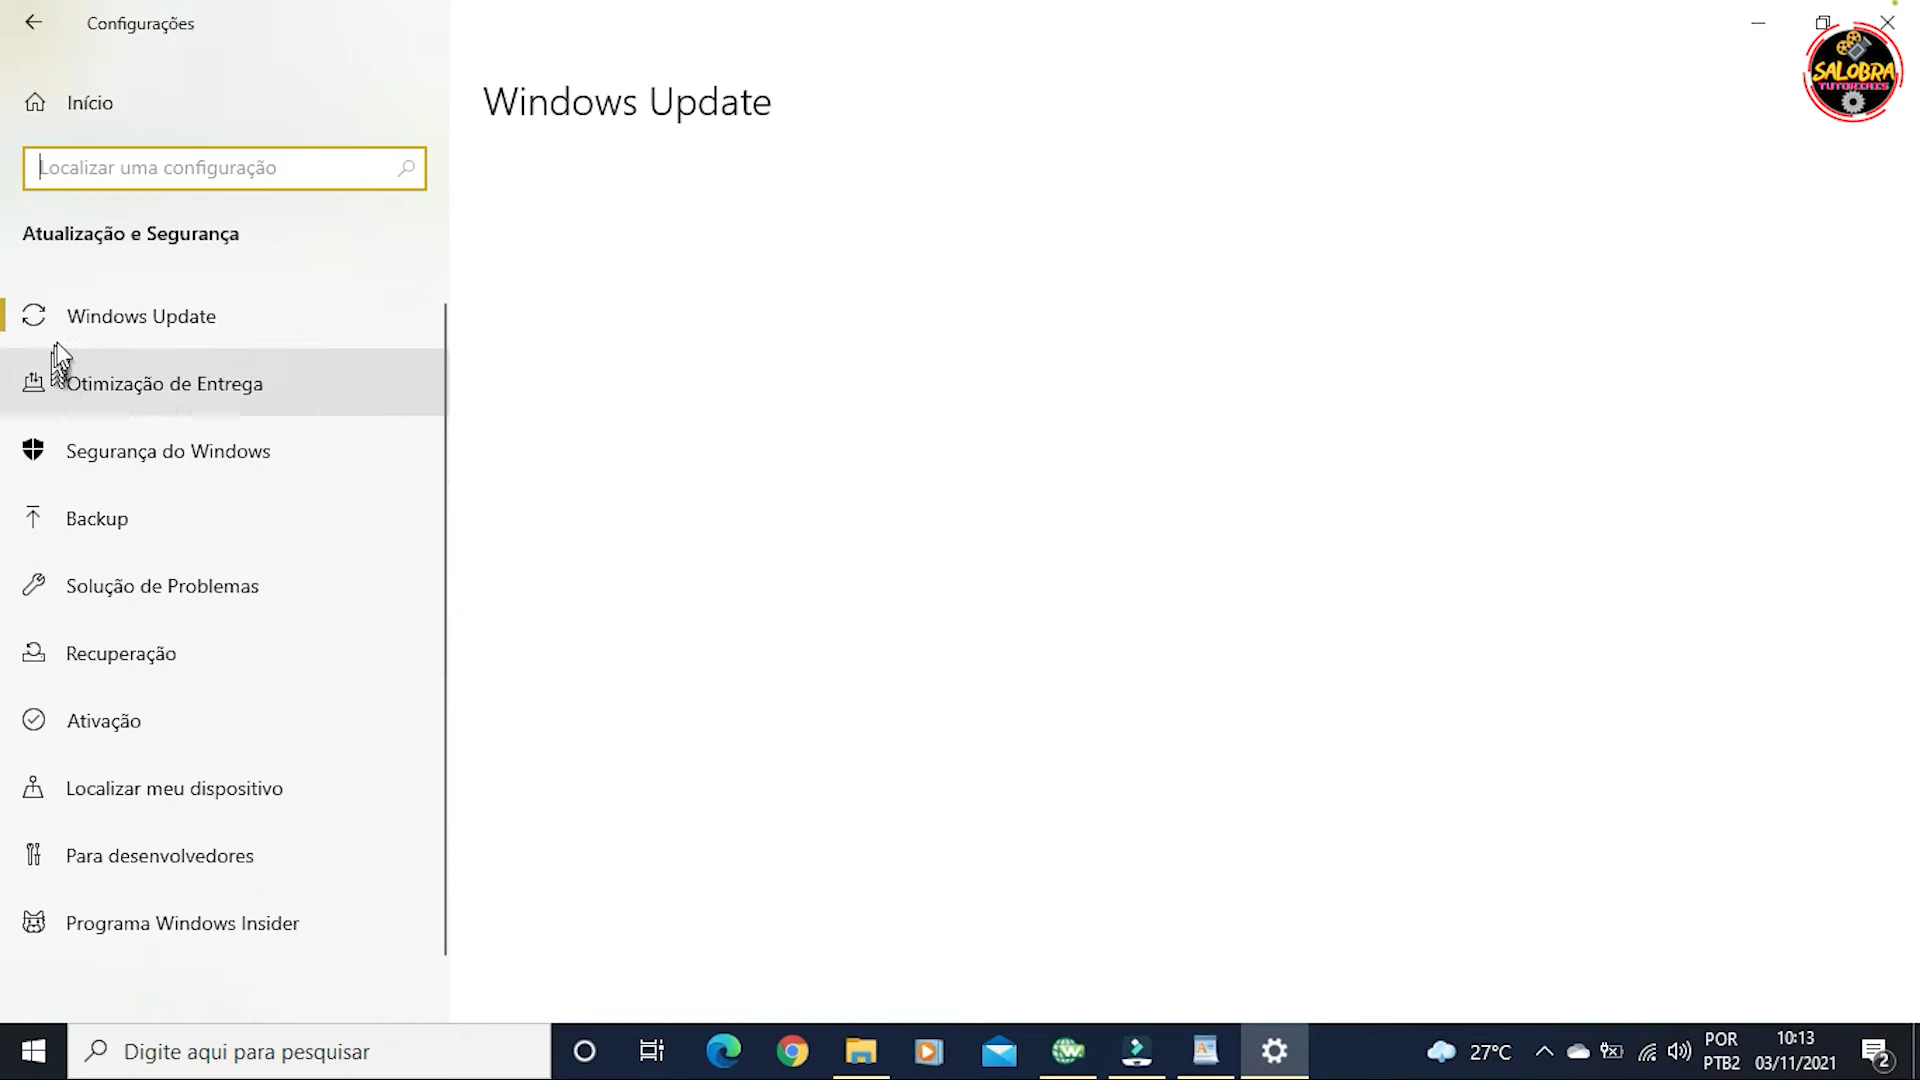 Configurações
Início
Localizar uma configuração
Atualização e Segurança
Windows Update
Otimização de Entrega
Segurança do Windows
Backup
Solução de Problemas
Recuperação
Ativação
Localizar meu dispositivo
Para desenvolvedores
Programa Windows Insider
Windows Update
SALOBRA
TUTORIAIS
Digite aqui para pesquisar
27°C
POR
PTB2
10:13
03/11/2021
2